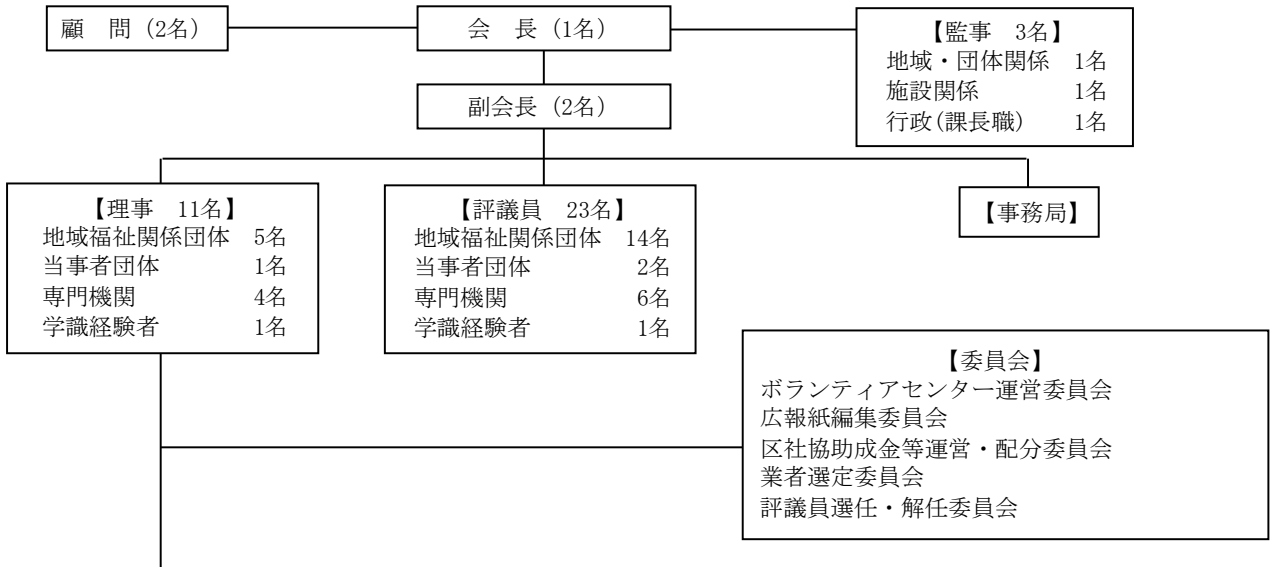 顧　問 (2名)
会　長 (1名)
【監事　3名】
地域・団体関係　1名
施設関係　1名
行政(課長職)　1名
副会長 (2名)
【理事　11名】
地域福祉関係団体　5名
当事者団体　1名
専門機関　4名
学識経験者　1名
【評議員　23名】
地域福祉関係団体　14名
当事者団体　2名
専門機関　6名
学識経験者　1名
【事務局】
【委員会】
ボランティアセンター運営委員会
広報紙編集委員会
区社協助成金等運営・配分委員会
業者選定委員会
評議員選任・解任委員会